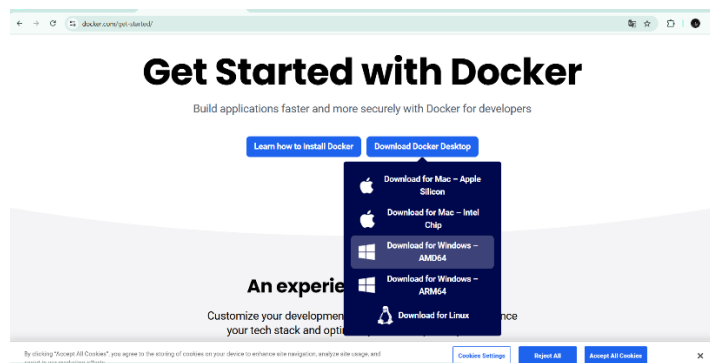 docker.com/get-started/
Get Started with Docker
Build applications faster and more securely with Docker for developers
Learn how to install Docker
Download Docker Desktop
Download for Mac – Apple
Silicon
Download for Mac – Intel
Chip
Download for Windows –
AMD64
Download for Windows –
ARM64
Download for Linux
An experie
Customize your developmen nce
your tech stack and opti
By clicking "Accept All Cookies", you agree to the storing of cookies on your device to enhance site navigation, analyze site usage, and
Cookies Settings
Reject All
Accept All Cookies